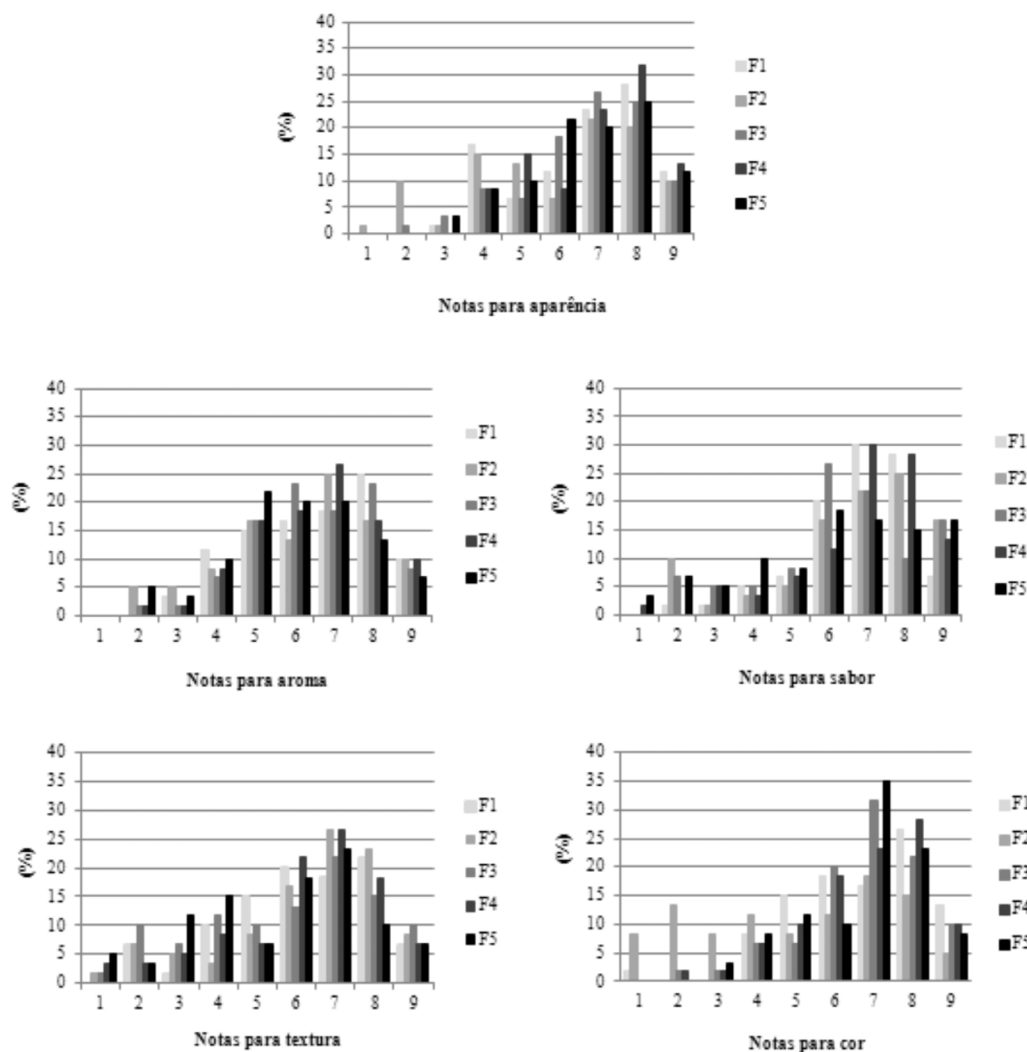 40
35
30
25
20
15
10
5
0
(%)
1 2 3 4 5 6 7 8 9
Notas para aparência
F1
F2
F3
F4
F5
40
35
30
25
20
15
10
5
0
(%)
1 2 3 4 5 6 7 8 9
Notas para aroma
F1
F2
F3
F4
F5
40
35
30
25
20
15
10
5
0
(%)
1 2 3 4 5 6 7 8 9
Notas para sabor
F1
F2
F3
F4
F5
40
35
30
25
20
15
10
5
0
(%)
1 2 3 4 5 6 7 8 9
Notas para textura
F1
F2
F3
F4
F5
40
35
30
25
20
15
10
5
0
(%)
1 2 3 4 5 6 7 8 9
Notas para cor
F1
F2
F3
F4
F5